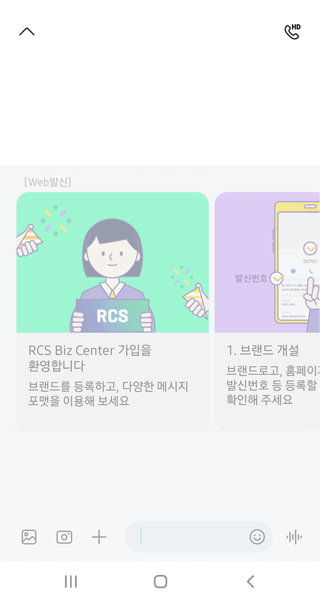 HD
[Web발신]
RCS
RCS Biz Center 가입을
환영합니다
브랜드를 등록하고, 다양한 메시지
포맷을 이용해 보세요
발신번호
1. 브랜드 개설
브랜드로고, 홈페이지
발신번호 등 등록할
확인해 주세요